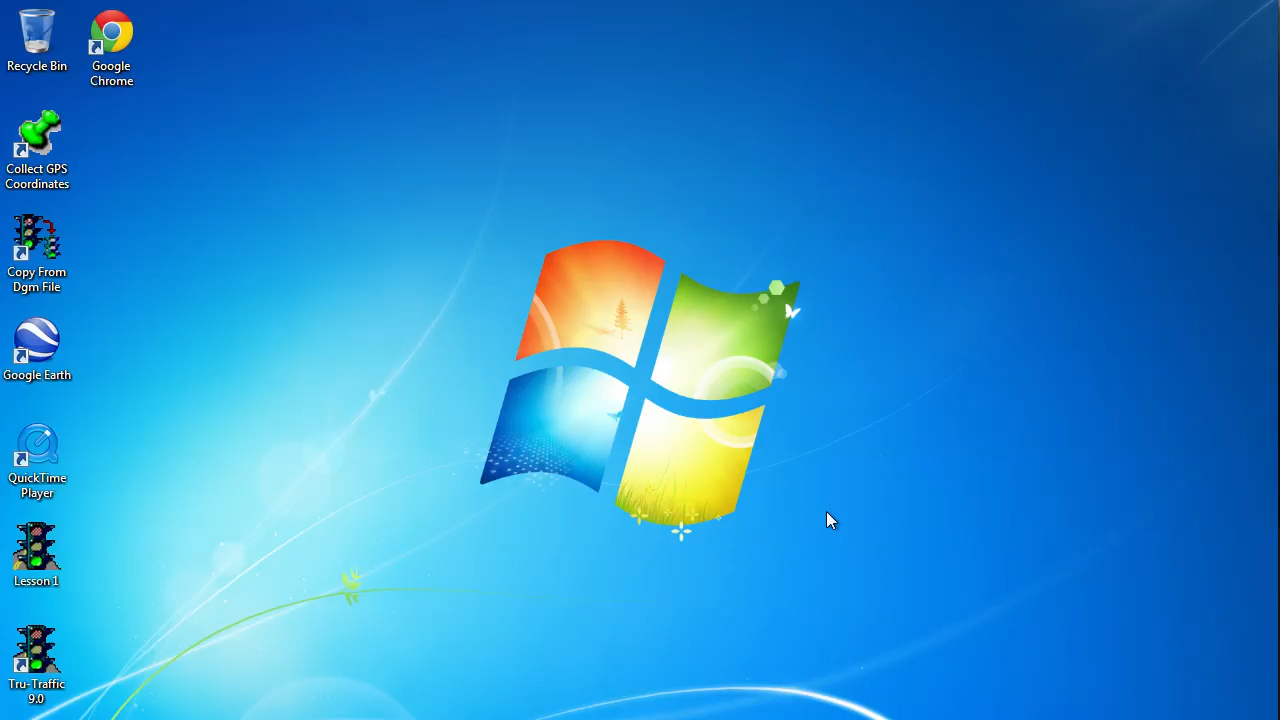 Recycle Bin
Google
Chrome
Collect GPS
Coordinates
Copy From
Dgm File
Google Earth
QuickTime
Player
Lesson 1
Tru-Traffic
9.0